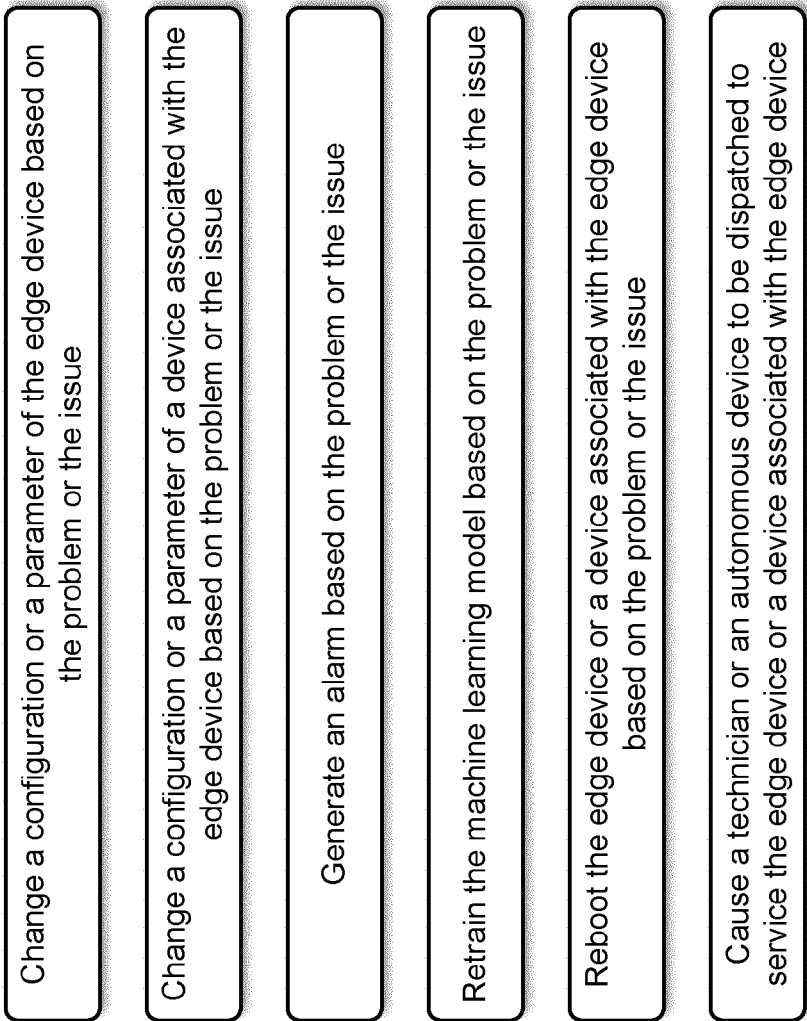 Change a configuration or a parameter of the edge device based on
the problem or the issue
Change a configuration or a parameter of a device associated with the
edge device based on the problem or the issue
Generate an alarm based on the problem or the issue
Retrain the machine learning model based on the problem or the issue
Reboot the edge device or a device associated with the edge device
based on the problem or the issue
Cause a technician or an autonomous device to be dispatched to
service the edge device or a device associated with the edge device